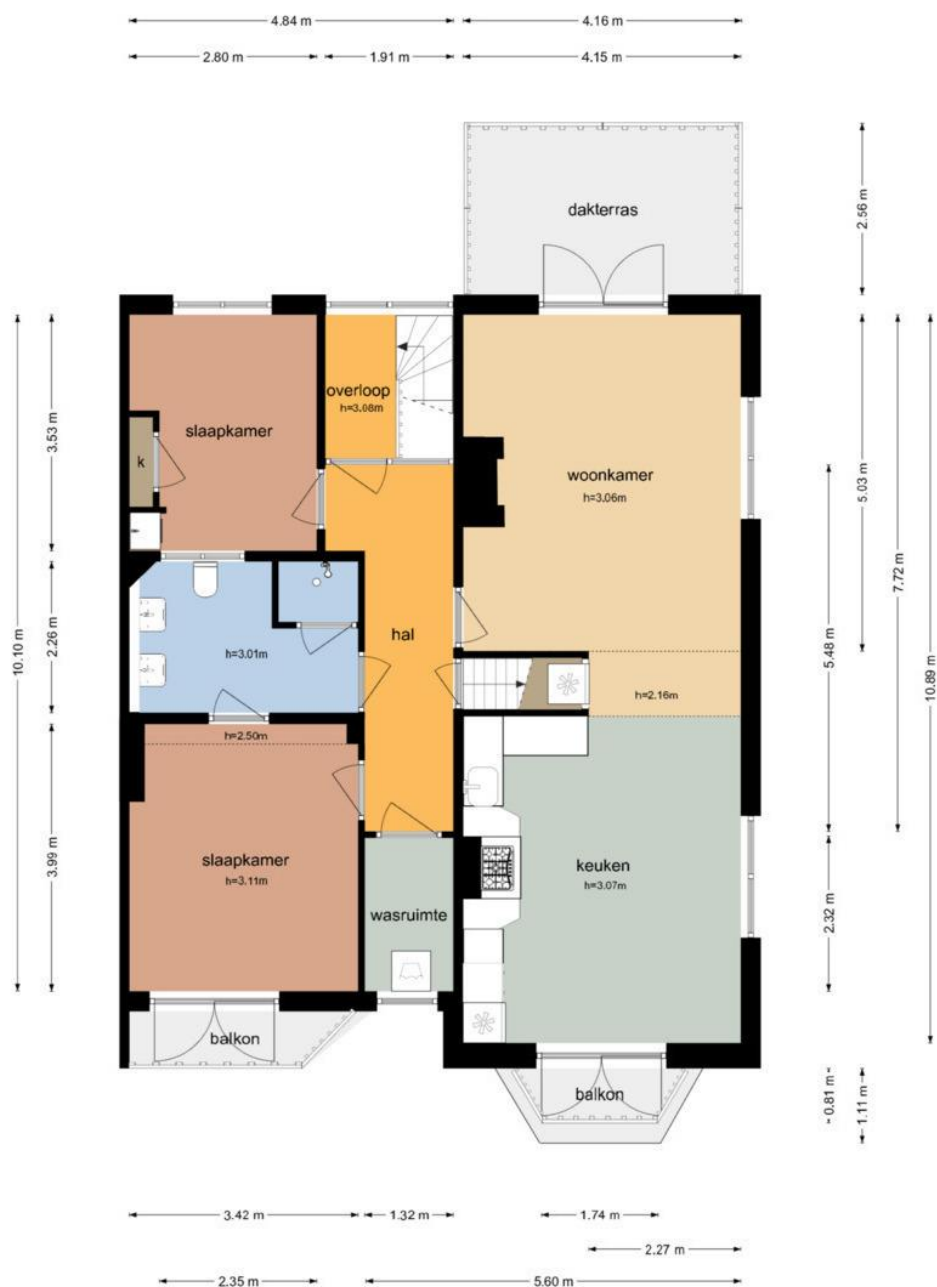 4.84 m
4.16 m
2.80 m
1.91 m
4.15 m
dakterras
2.56 m
overloop
h=3.08m
slaapkamer
k
woonkamer
h=3.06m
3.53 m
5.03 m
7.72 m
hal
h=3.01m
h=2.16m
2.26 m
10.10 m
5.48 m
10.89 m
h=2.50m
slaapkamer
h=3.11m
keuken
h=3.07m
wasruimte
3.99 m
2.32 m
balkon
balkon
0.81 m
1.11 m
3.42 m
1.32 m
1.74 m
2.27 m
2.35 m
5.60 m